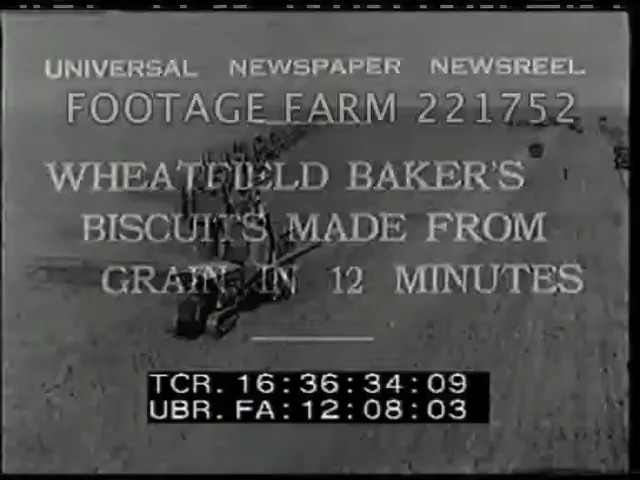 UNIVERSAL NEWSPAPER NEWSREEL
FOOTAGE FARM 221752
WHEATFIELD BAKER'S
BISCUITS MADE FROM
GRAIN IN 12 MINUTES
TCR. 16:36:34:09
UBR. FA:12:08:03